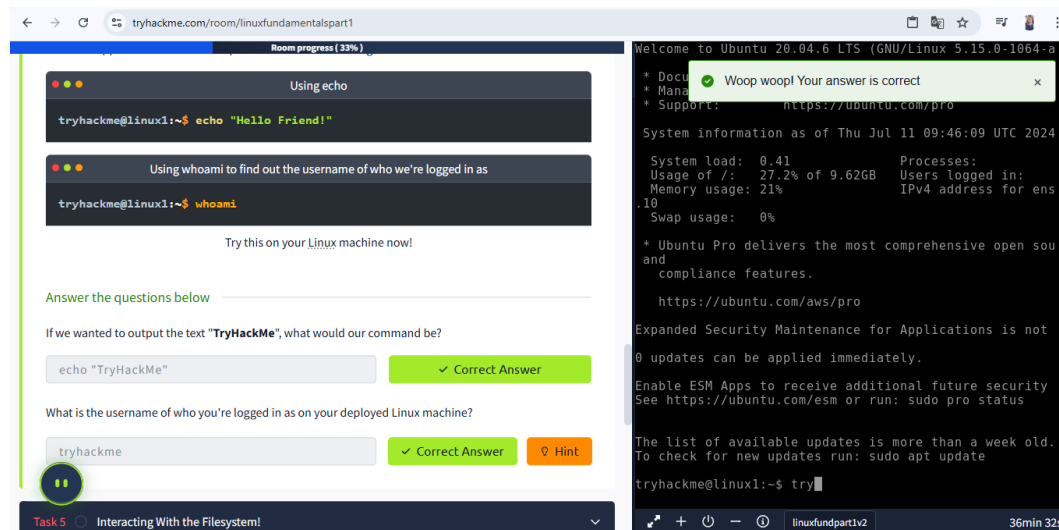 tryhackme.com/room/linuxfundamentalspart1
Room progress ( 33% )
Using echo
tryhackme@linux1:~$ echo "Hello Friend!"
Using whoami to find out the username of who we're logged in as
tryhackme@linux1:~$ whoami
Try this on your Linux machine now!
Answer the questions below
If we wanted to output the text "TryHackMe", what would our command be?
echo "TryHackMe"
✓ Correct Answer
What is the username of who you're logged in as on your deployed Linux machine?
tryhackme
✓ Correct Answer
Hint
Task 5
Interacting With the Filesystem!
Welcome to Ubuntu 20.04.6 LTS (GNU/Linux 5.15.0-1064-a
Woop woop! Your answer is correct
* Docu
* Mana
* Support: https://ubuntu.com/pro
System information as of Thu Jul 11 09:46:09 UTC 2024
System load: 0.41 Processes:
Usage of /: 27.2% of 9.62GB Users logged in:
Memory usage: 21% IPv4 address for ens
.10
Swap usage: 0%
* Ubuntu Pro delivers the most comprehensive open sou
and
compliance features.
https://ubuntu.com/aws/pro
Expanded Security Maintenance for Applications is not
0 updates can be applied immediately.
Enable ESM Apps to receive additional future security
See https://ubuntu.com/esm or run: sudo pro status
The list of available updates is more than a week old.
To check for new updates run: sudo apt update
tryhackme@linux1:~$ try
linuxfundpart1v2
36min 32